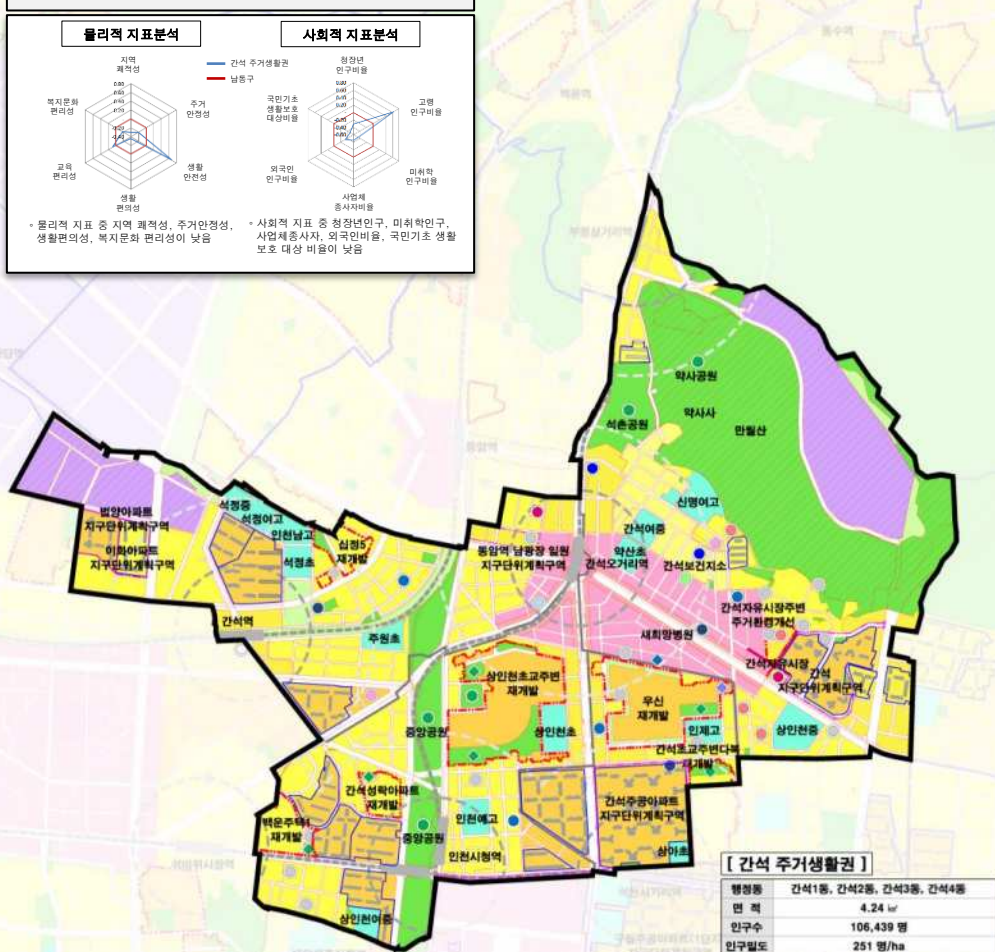 물리적 지표분석
사회적 지표분석
지역
쾌적성
주거
안정성
생활
안전성
생활
편의성
교육
편리성
복지문화
편리성
간석 주거생활권
남동구
청장년
인구비율
고령
인구비율
미취학
인구비율
사업체
종사자비율
외국인
인구비율
국민기초
생활보호
대상비율
◦ 물리적 지표 중 지역 쾌적성, 주거안정성,
생활편의성, 복지문화 편리성이 낮음
◦ 사회적 지표 중 청장년인구, 미취학인구,
사업체종사자, 외국인비율, 국민기초 생활
보호 대상 비율이 낮음
약사공원
약사사
만월산
석촌공원
신명여고
간석여중
약산초
간석오거리역
간석보건지소
동암역 남광장 일원
지구단위계획구역
석정중
석정여고
인천남고
석정초
십정5
재개발
범양아파트
지구단위계획구역
이화아파트
지구단위계획구역
간석역
주원초
간석자유시장주변
주거환경개선
새희망병원
간석자유시장
간석
지구단위계획구역
상인천초교주변
재개발
우신
재개발
상인천초
인제고
상인천중
중앙공원
간석초교주변다복
재개발
간석성락아파트
재개발
백운주택1
재개발
중앙공원
인천예고
인천시청역
간석주공아파트
지구단위계획구역
상아초
상인천여중
[ 간석 주거생활권 ]
행정동 간석1동, 간석2동, 간석3동, 간석4동
면 적 4.24 ㎢
인구수 106,439 명
인구밀도 251 명/ha